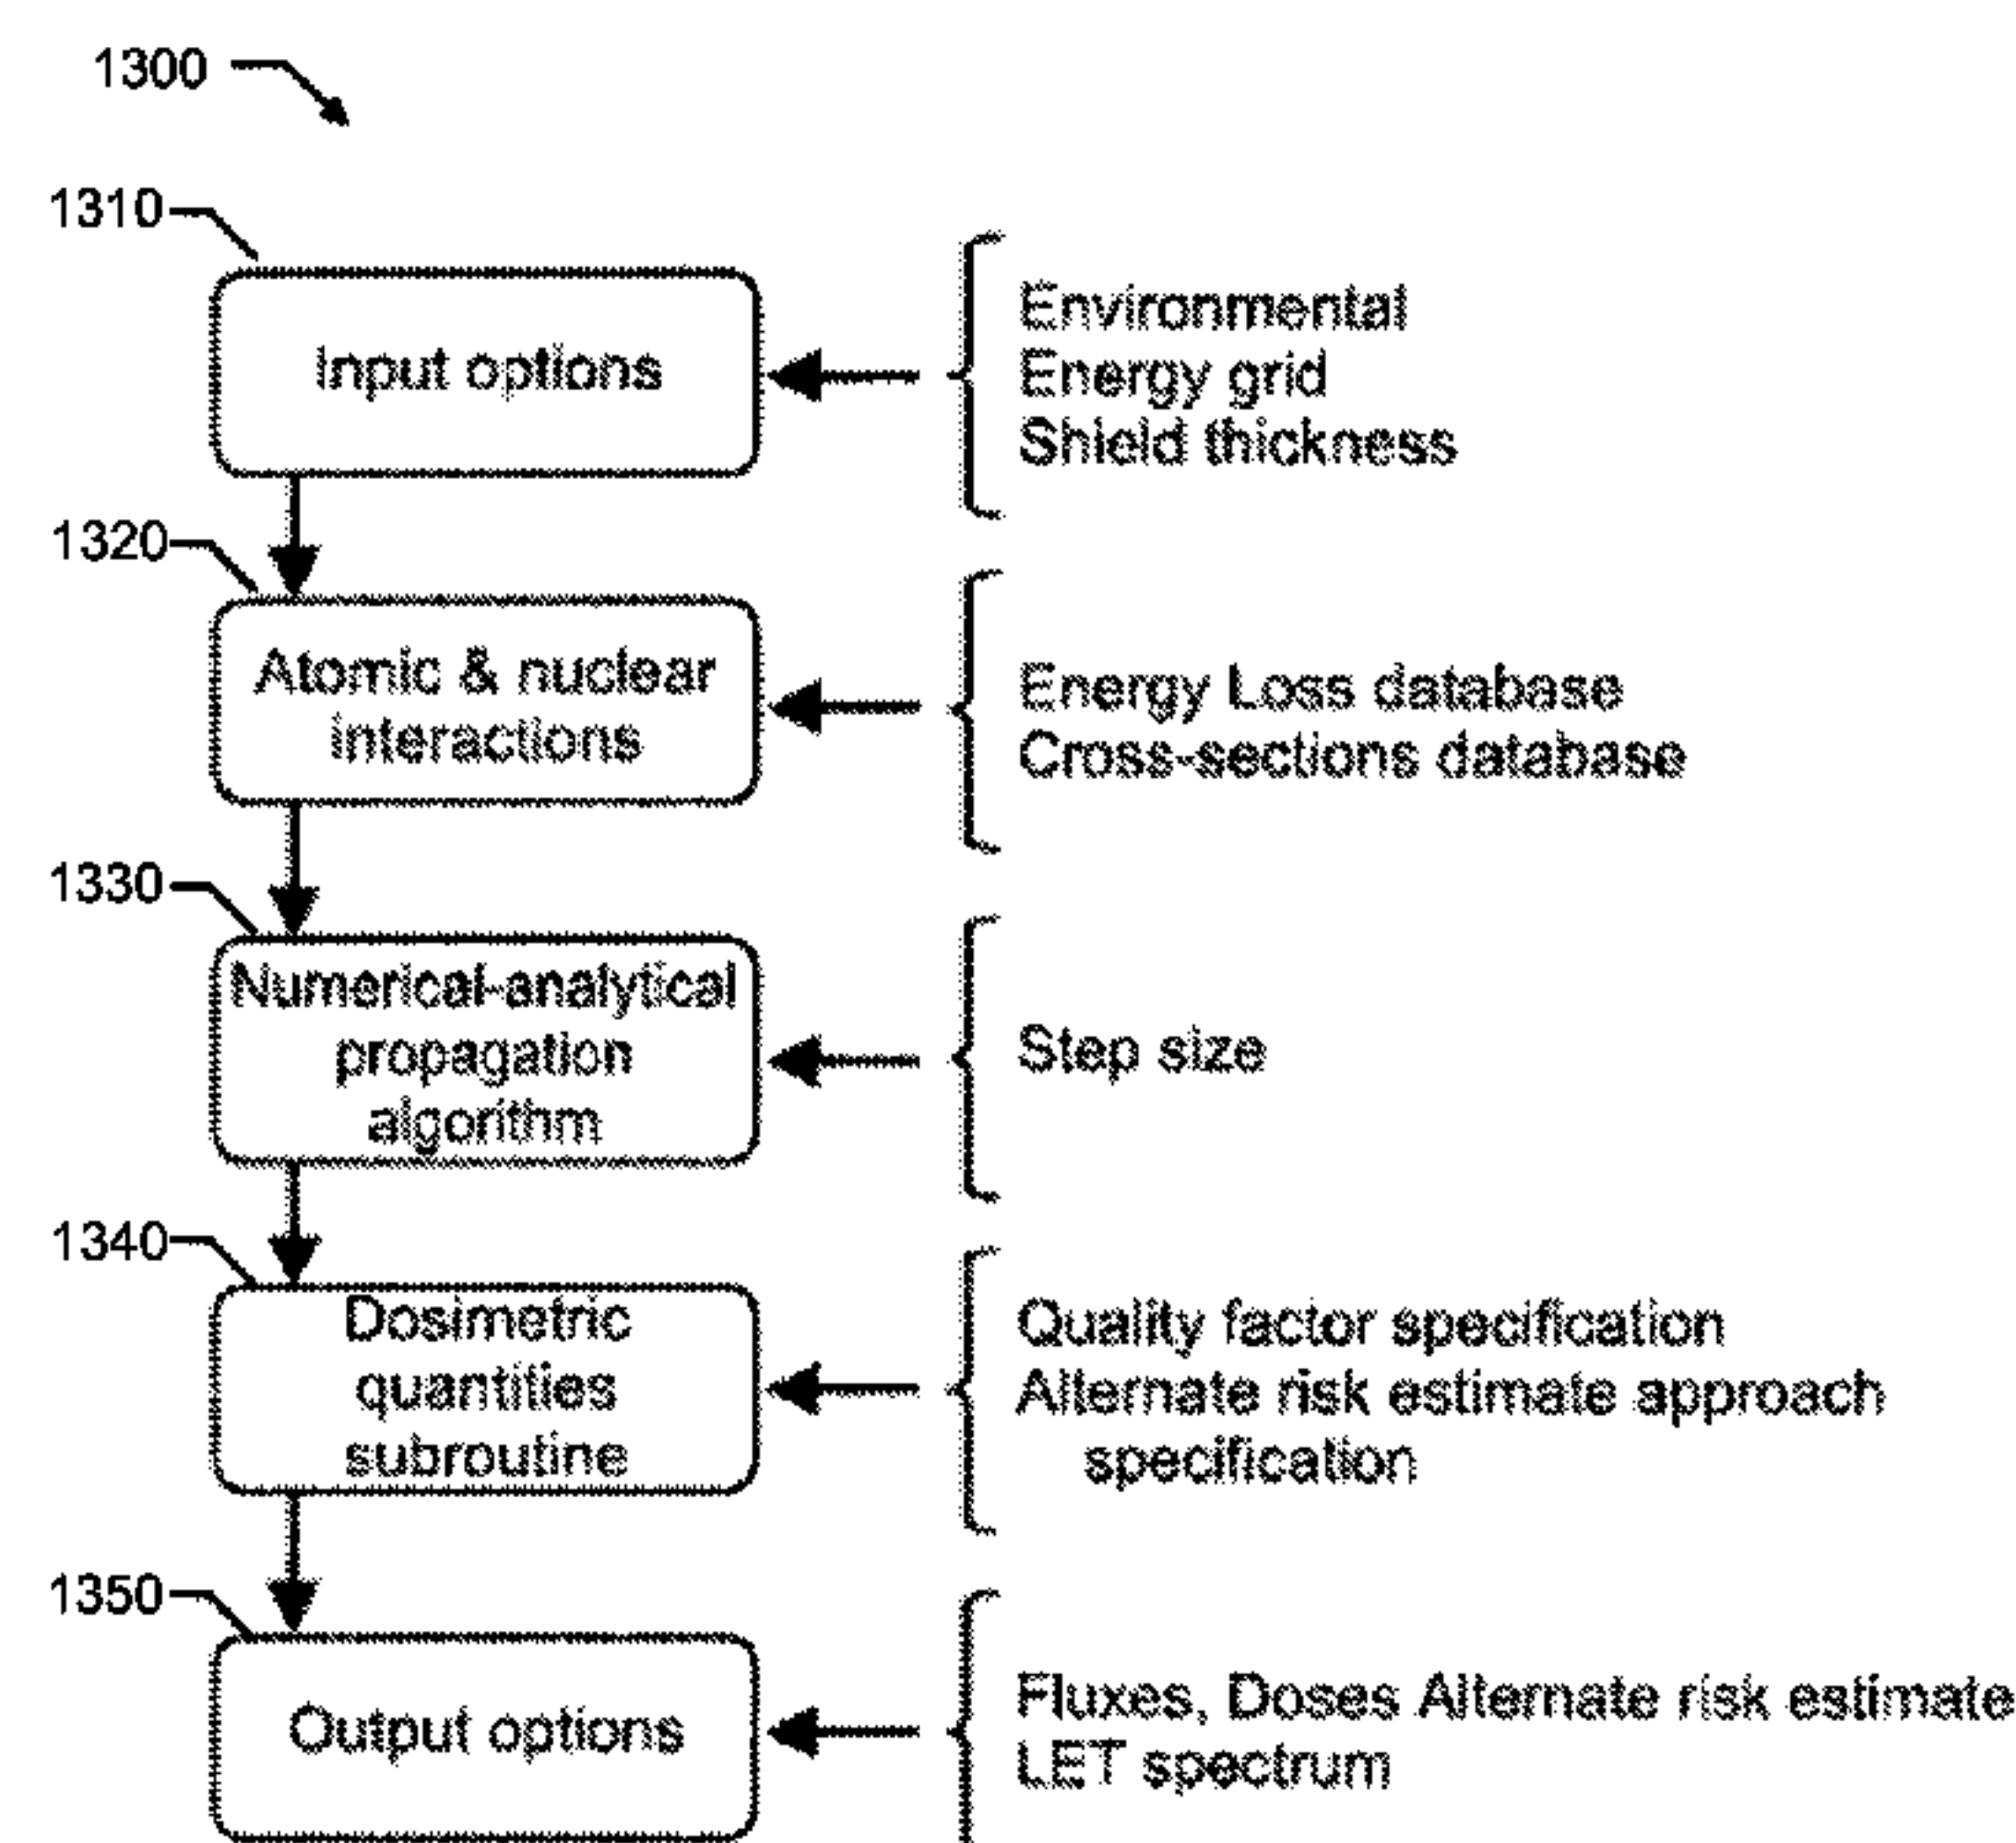 1300
1310
Input options
Environmental
Energy grid
Shield thickness
1320
Atomic & nuclear
interactions
Energy Loss database
Cross-sections database
1330
Numerical-analytical
propagation
algorithm
Step size
1340
Dosimetric
quantities
subroutine
Quality factor specification
Alternate risk estimate approach
specification
1350
Output options
Fluxes, Doses Alternate risk estimate
LET spectrum